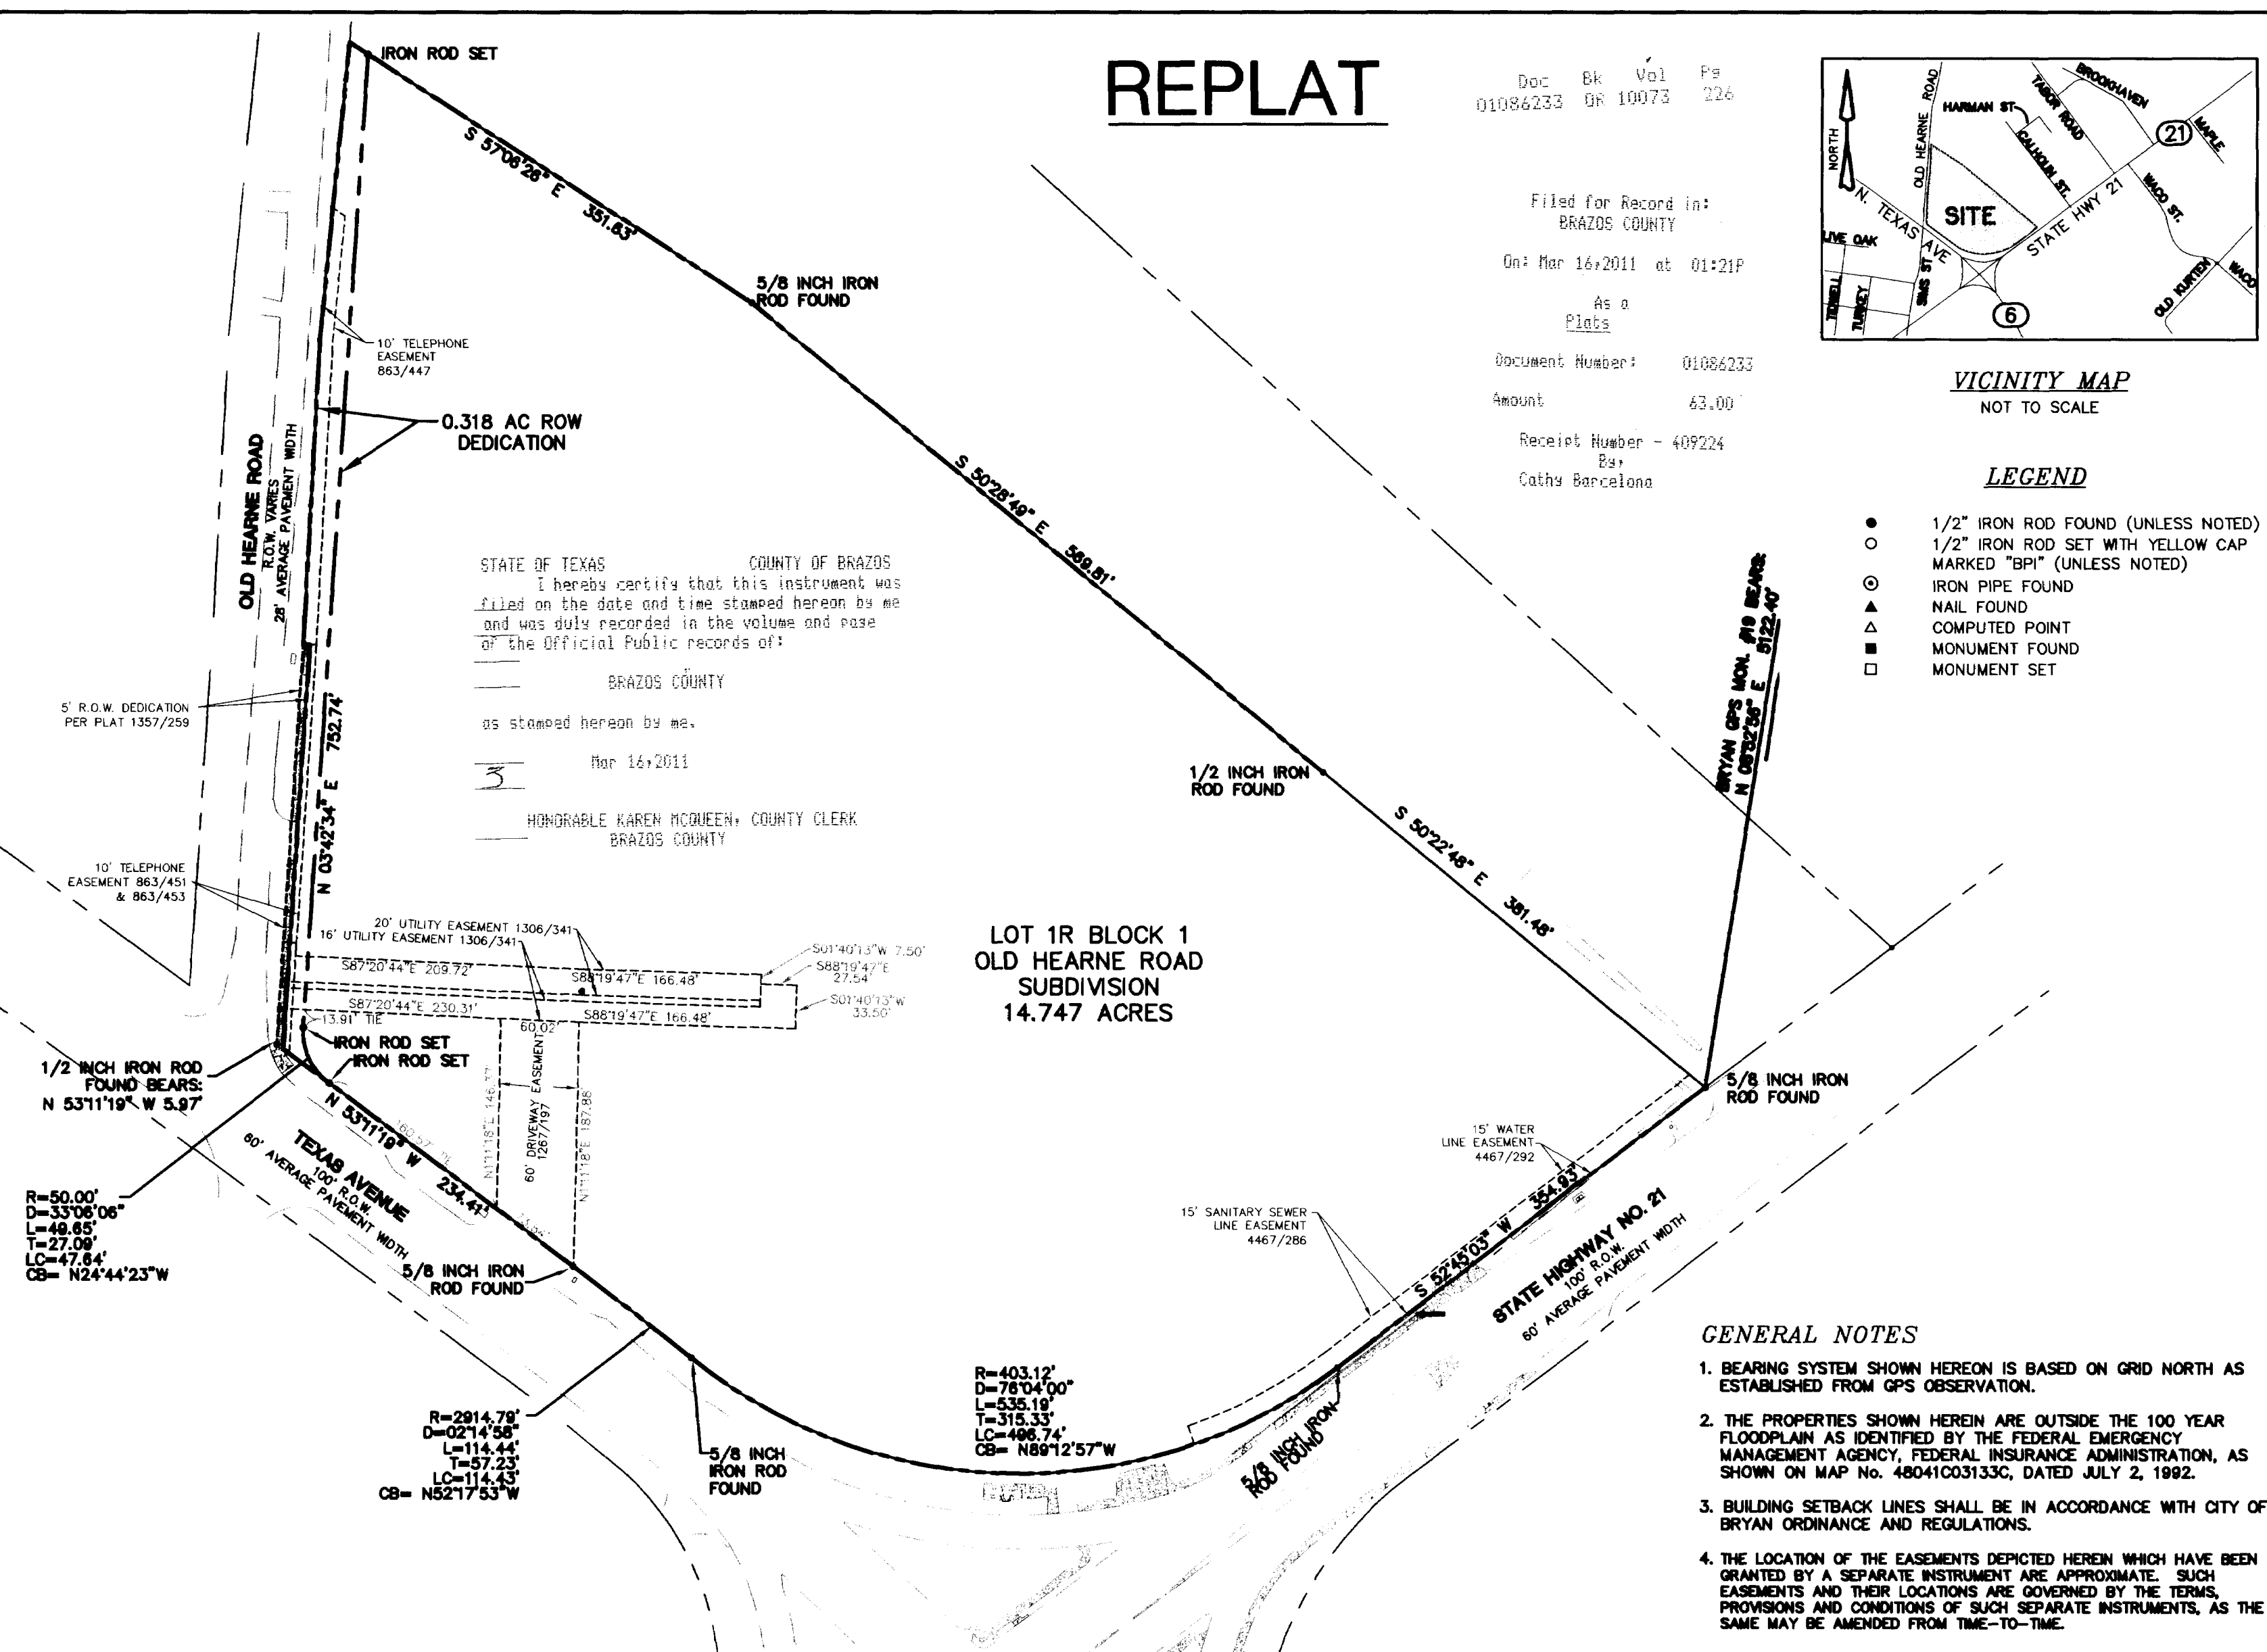 REPLAT
Doc Bk Vol Pg
01086233 OR 10073 226
Filed for Record in:
BRAZOS COUNTY
On: Mar 16,2011 at 01:21P
As a
Plats
Document Number: 01086233
Amount 63.00
Receipt Number - 409224
By,
Cathy Barcelona
NORTH
OLD HEARNE ROAD
HARMAN ST
TABOR ROAD
BROOKHAVEN
21
MAPLE
CALHOUN ST.
WACO ST.
N. TEXAS AVE
SITE
STATE HWY 21
LIVE OAK
SIMS ST
TURKEY
6
OLD KURTEN
WACO
VICINITY MAP
NOT TO SCALE
LEGEND
1/2" IRON ROD FOUND (UNLESS NOTED)
1/2" IRON ROD SET WITH YELLOW CAP
MARKED "BPI" (UNLESS NOTED)
IRON PIPE FOUND
NAIL FOUND
COMPUTED POINT
MONUMENT FOUND
MONUMENT SET
IRON ROD SET
S 57°06'28" E 351.63'
5/8 INCH IRON
ROD FOUND
10' TELEPHONE
EASEMENT
863/447
0.318 AC ROW
DEDICATION
OLD HEARNE ROAD
R.O.W. VARIES
28' AVERAGE PAVEMENT WIDTH
S 50°28'49" E 569.81'
STATE OF TEXAS COUNTY OF BRAZOS
I hereby certify that this instrument was
filed on the date and time stamped hereon by me
and was duly recorded in the volume and page
of the Official Public records of:
BRAZOS COUNTY
as stamped hereon by me.
Mar 16,2011
3
HONORABLE KAREN MCQUEEN, COUNTY CLERK
BRAZOS COUNTY
5' R.O.W. DEDICATION
PER PLAT 1357/259
N 03°42'34" E 752.74'
10' TELEPHONE
EASEMENT 863/451
& 863/453
BRYAN GPS MON. #19 BEARS:
N 08°52'56" E 5122.40'
1/2 INCH IRON
ROD FOUND
S 50°22'48" E 381.48'
20' UTILITY EASEMENT 1306/341
16' UTILITY EASEMENT 1306/341
S01°40'13"W 7.50'
S88°19'47"E
27.54'
S01°40'13"W
33.50'
S87°20'44"E 209.72'
S88°19'47"E 166.48'
S87°20'44"E 230.31'
S88°19'47"E 166.48'
13.91' TIE
60.02'
LOT 1R BLOCK 1
OLD HEARNE ROAD
SUBDIVISION
14.747 ACRES
IRON ROD SET
IRON ROD SET
1/2 INCH IRON ROD
FOUND BEARS:
N 53°11'19" W 5.97'
N11°11'18"E 146.77'
60' DRIVEWAY EASEMENT
1267/197
N11°11'18"E 187.88'
N 53°11'19" W 234.41'
160.57' TIE
TEXAS AVENUE
100' R.O.W.
60' AVERAGE PAVEMENT WIDTH
R=50.00'
D=33°06'06"
L=49.65'
T=27.09'
LC=47.64'
CB= N24°44'23"W
5/8 INCH IRON
ROD FOUND
5/8 INCH IRON
ROD FOUND
15' WATER
LINE EASEMENT
4467/292
15' SANITARY SEWER
LINE EASEMENT
4467/286
S 52°45'03" W 354.93'
STATE HIGHWAY NO. 21
100' R.O.W.
60' AVERAGE PAVEMENT WIDTH
R=2914.79'
D=02°14'58"
L=114.44'
T=57.23'
LC=114.43'
CB= N52°17'53"W
5/8 INCH
IRON ROD
FOUND
R=403.12'
D=76°04'00"
L=535.19'
T=315.33'
LC=496.74'
CB= N89°12'57"W
5/8 INCH IRON
ROD FOUND
GENERAL NOTES
1. BEARING SYSTEM SHOWN HEREON IS BASED ON GRID NORTH AS
ESTABLISHED FROM GPS OBSERVATION.
2. THE PROPERTIES SHOWN HEREIN ARE OUTSIDE THE 100 YEAR
FLOODPLAIN AS IDENTIFIED BY THE FEDERAL EMERGENCY
MANAGEMENT AGENCY, FEDERAL INSURANCE ADMINISTRATION, AS
SHOWN ON MAP No. 48041C03133C, DATED JULY 2, 1992.
3. BUILDING SETBACK LINES SHALL BE IN ACCORDANCE WITH CITY OF
BRYAN ORDINANCE AND REGULATIONS.
4. THE LOCATION OF THE EASEMENTS DEPICTED HEREIN WHICH HAVE BEEN
GRANTED BY A SEPARATE INSTRUMENT ARE APPROXIMATE. SUCH
EASEMENTS AND THEIR LOCATIONS ARE GOVERNED BY THE TERMS,
PROVISIONS AND CONDITIONS OF SUCH SEPARATE INSTRUMENTS, AS THE
SAME MAY BE AMENDED FROM TIME-TO-TIME.